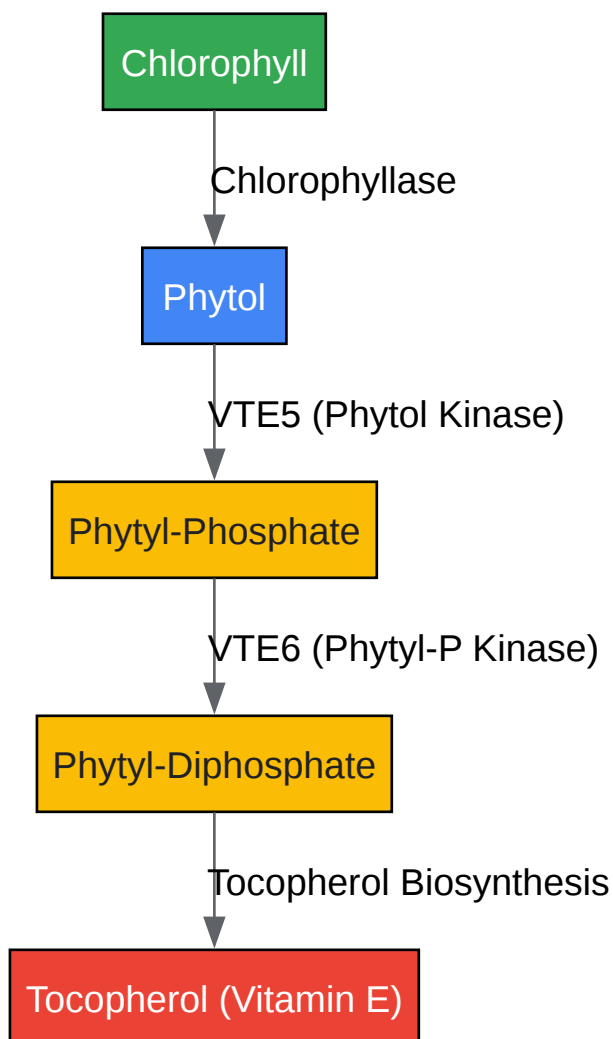 Chlorophyll
Chlorophyllase
Phytol
VTE5 (Phytol Kinase)
Phytyl-Phosphate
VTE6 (Phytyl-P Kinase)
Phytyl-Diphosphate
Tocopherol Biosynthesis
Tocopherol (Vitamin E)